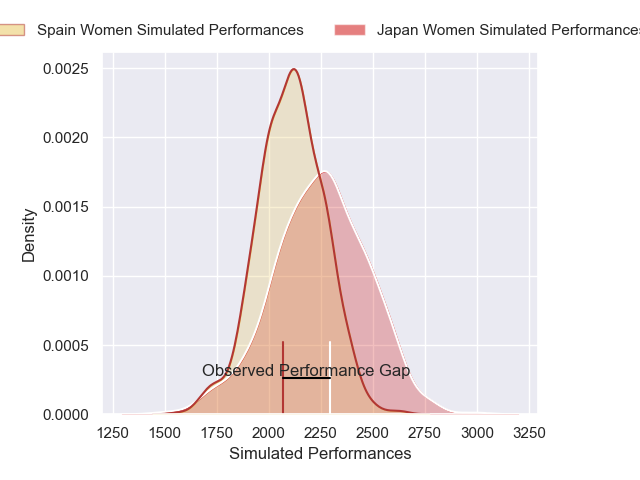 Spain Women Simulated Performances
Japan Women Simulated Performances
0.0025
0.0020
0.0015
0.0010
0.0005
0.0000
Density
Observed Performance Gap
1250 1500 1750 2000 2250 2500 2750 3000 3250
Simulated Performances